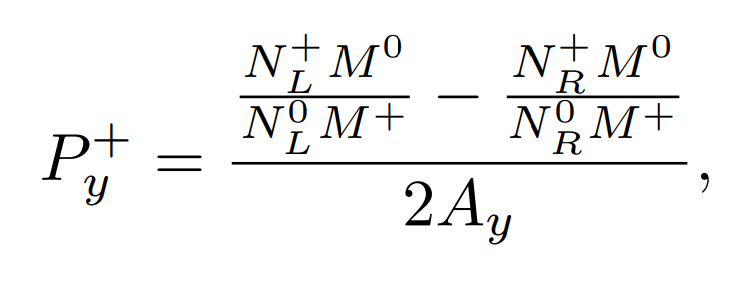 P_y^+ = \frac{\frac{N_L^+ M^0}{N_L^0 M^+} - \frac{N_R^+ M^0}{N_R^0 M^+}}{2A_y},